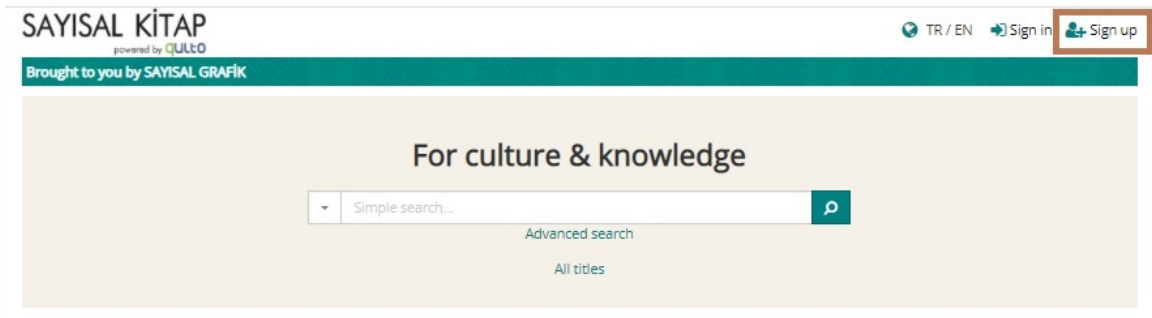 SAYISAL KİTAP
powered by qulto
TR / EN Sign in Sign up
Brought to you by SAYISAL GRAFİK
For culture & knowledge
Simple search...
Advanced search
All titles